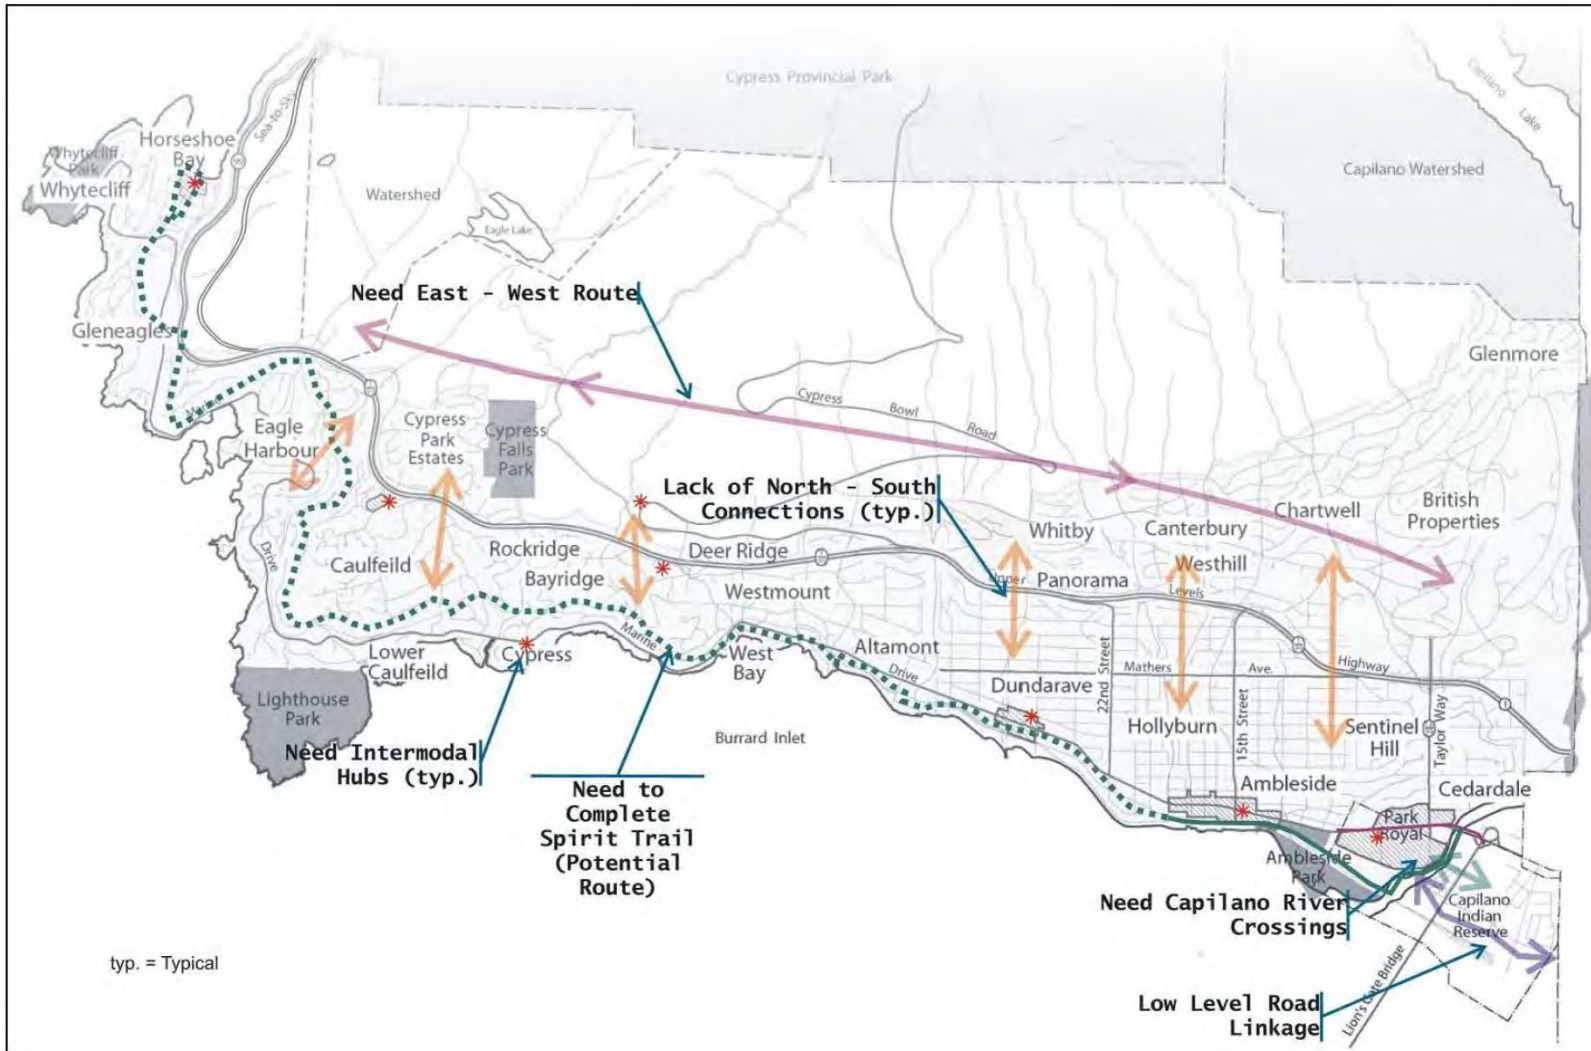 Cypress Provincial Park
Capilano
Lake
Sea-to-Sky
Horseshoe
Bay
Whytecliff
Park
Whytecliff
Watershed
Capilano Watershed
Eagle Lake
Need East - West Route
Gleneagles
Glenmore
Marine
Eagle
Harbour
Cypress
Park
Estates
Cypress
Falls
Park
Cypress
Bowl
Road
Lack of North - South
Connections (typ.)
Whitby
Canterbury
Chartwell
British
Properties
Drive
Caulfeild
Rockridge
Bayridge
Deer Ridge
Westmount
Upper
Panorama
Levels
Westhill
Highway
Lower
Caulfeild
Cypress
Marine
West
Bay
Altamont
Drive
22nd Street
Mathers
Ave.
15th Street
Taylor Way
Dundarave
Hollyburn
Sentinel
Hill
Lighthouse
Park
Burrard Inlet
Need Intermodal
Hubs (typ.)
Need to
Complete
Spirit Trail
(Potential
Route)
Ambleside
Cedardale
Park
Royal
Ambleside
Park
Need Capilano River
Crossings
Capilano
Indian
Reserve
typ. = Typical
Lion's Gate Bridge
Low Level Road
Linkage